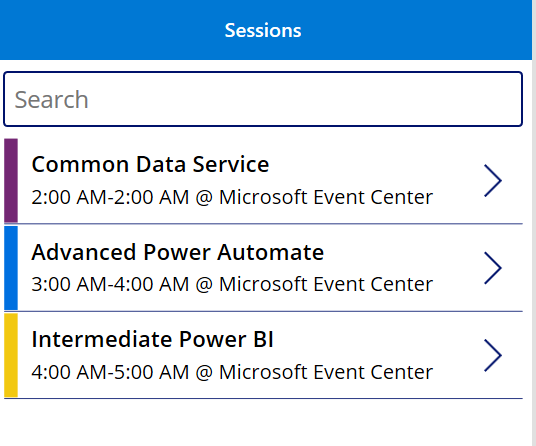 Sessions
Search
Common Data Service
2:00 AM-2:00 AM @ Microsoft Event Center
Advanced Power Automate
3:00 AM-4:00 AM @ Microsoft Event Center
Intermediate Power BI
4:00 AM-5:00 AM @ Microsoft Event Center